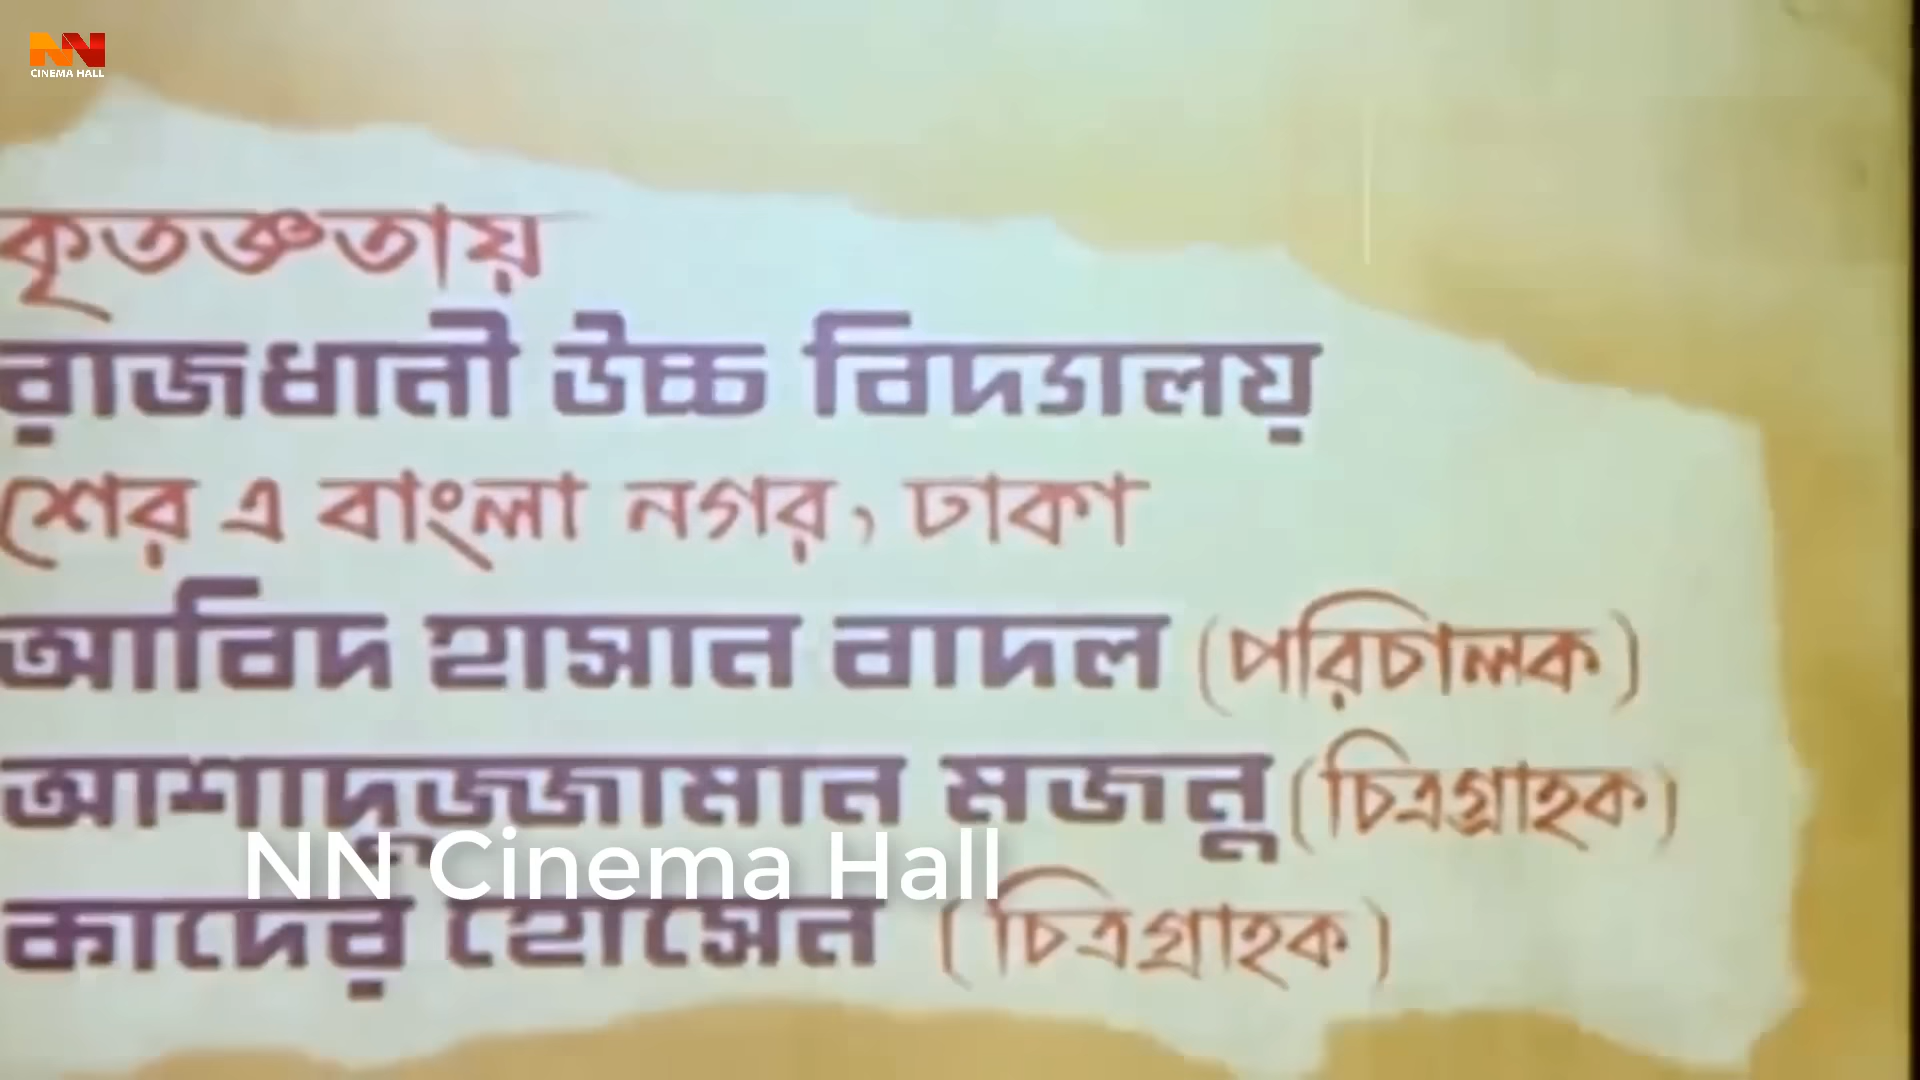 NN
CINEMA HALL
কৃতজ্ঞতায়
রাজধানী উচ্চ বিদ্যালয়
শের এ বাংলা নগর, ঢাকা
আবিদ হাসান বাদল (পরিচালক)
আশাদুজ্জামান মজনু (চিত্রগ্রাহক)
NN Cinema Hall
কাদের হোসেন (চিত্রগ্রাহক)